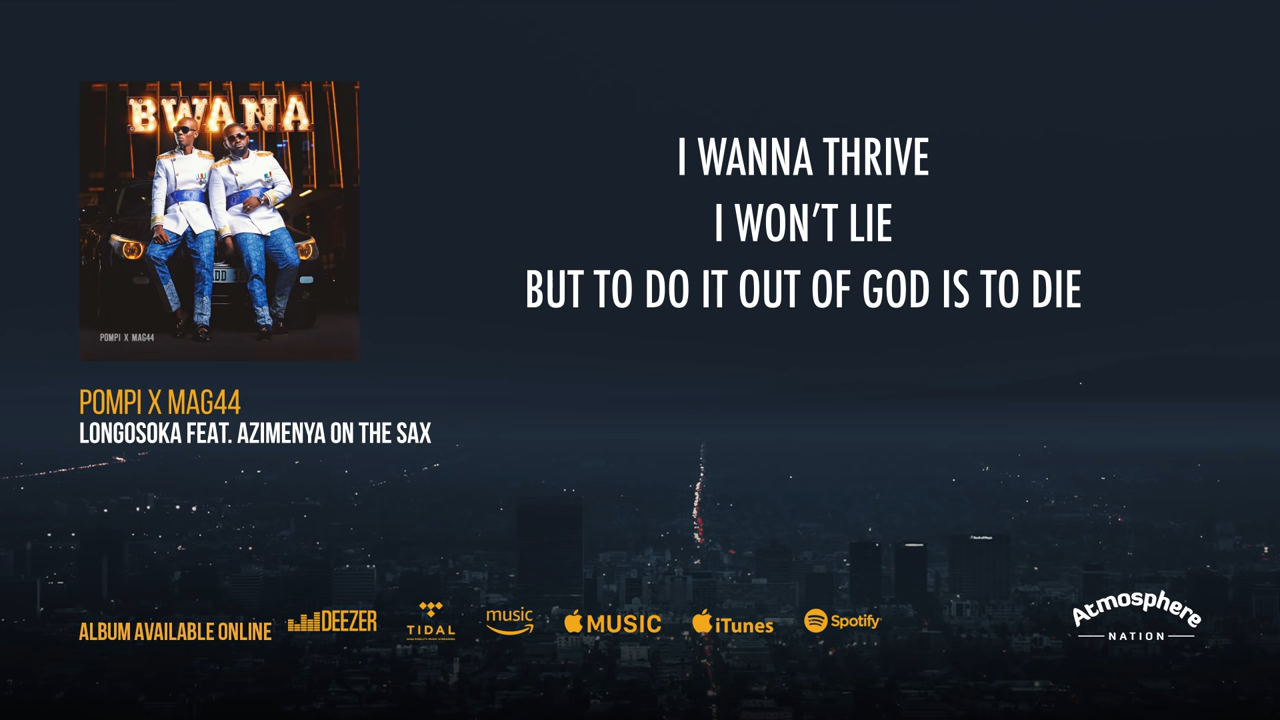 BWANA
POMPI X MAG44
I WANNA THRIVE
I WON'T LIE
BUT TO DO IT OUT OF GOD IS TO DIE
POMPI X MAG44
LONGOSOKA FEAT. AZIMENYA ON THE SAX
ALBUM AVAILABLE ONLINE
DEEZER
TIDAL
music
MUSIC
iTunes
Spotify
Atmosphere
NATION